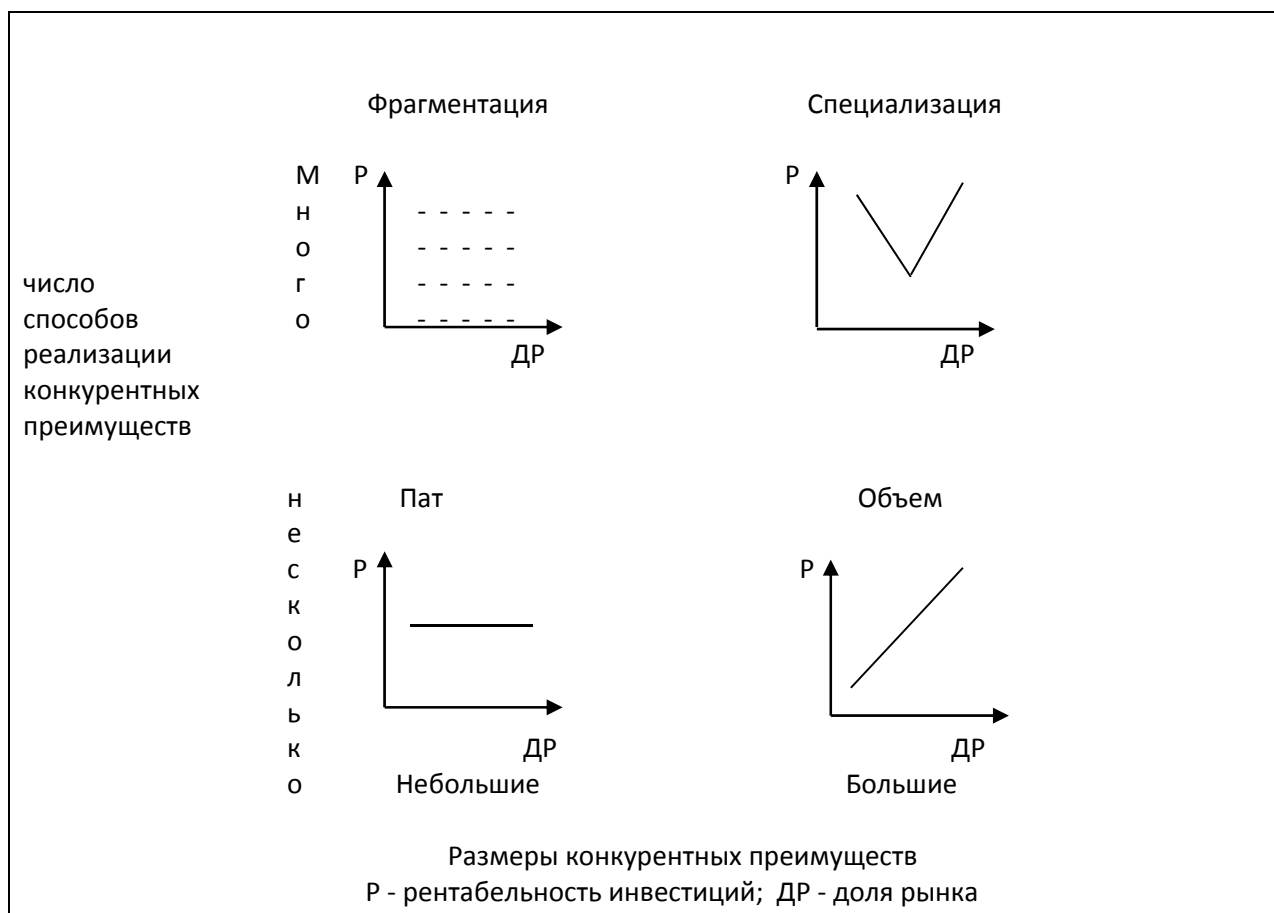 Фрагментация
Специализация
М
н
о
г
о
Р
ДР
Р
ДР
число
способов
реализации
конкурентных
преимуществ
н
е
с
к
о
л
ь
к
о
Пат
Объем
Р
ДР
Р
ДР
Небольшие
Большие
Размеры конкурентных преимуществ
Р - рентабельность инвестиций; ДР - доля рынка